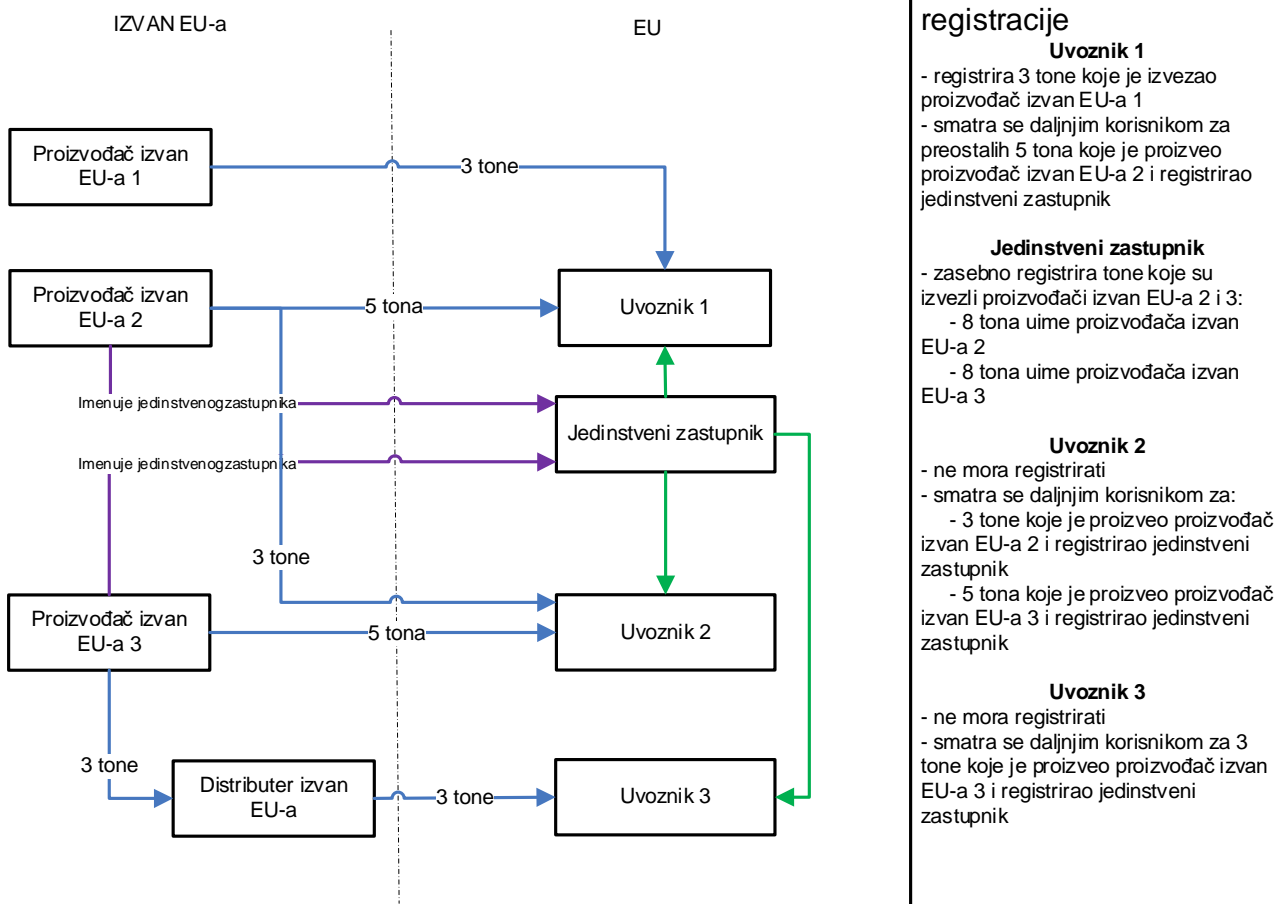 IZVAN EU-a
EU
Proizvođač izvan
EU-a 1
3 tone
Proizvođač izvan
EU-a 2
5 tona
Uvoznik 1
Imenuje jedinstvenog zastupnika
Jedinstveni zastupnik
Imenuje jedinstvenog zastupnika
3 tone
Proizvođač izvan
EU-a 3
5 tona
Uvoznik 2
3 tone
Distributer izvan
EU-a
3 tone
Uvoznik 3
registracije
Uvoznik 1
- registrira 3 tone koje je izvezao
proizvođač izvan EU-a 1
- smatra se daljnjim korisnikom za
preostalih 5 tona koje je proizveo
proizvođač izvan EU-a 2 i registrirao
jedinstveni zastupnik
Jedinstveni zastupnik
- zasebno registrira tone koje su
izvezli proizvođači izvan EU-a 2 i 3:
- 8 tona uime proizvođača izvan
EU-a 2
- 8 tona uime proizvođača izvan
EU-a 3
Uvoznik 2
- ne mora registrirati
- smatra se daljnjim korisnikom za:
- 3 tone koje je proizveo proizvođač
izvan EU-a 2 i registrirao jedinstveni
zastupnik
- 5 tona koje je proizveo proizvođač
izvan EU-a 3 i registrirao jedinstveni
zastupnik
Uvoznik 3
- ne mora registrirati
- smatra se daljnjim korisnikom za 3
tone koje je proizveo proizvođač izvan
EU-a 3 i registrirao jedinstveni
zastupnik